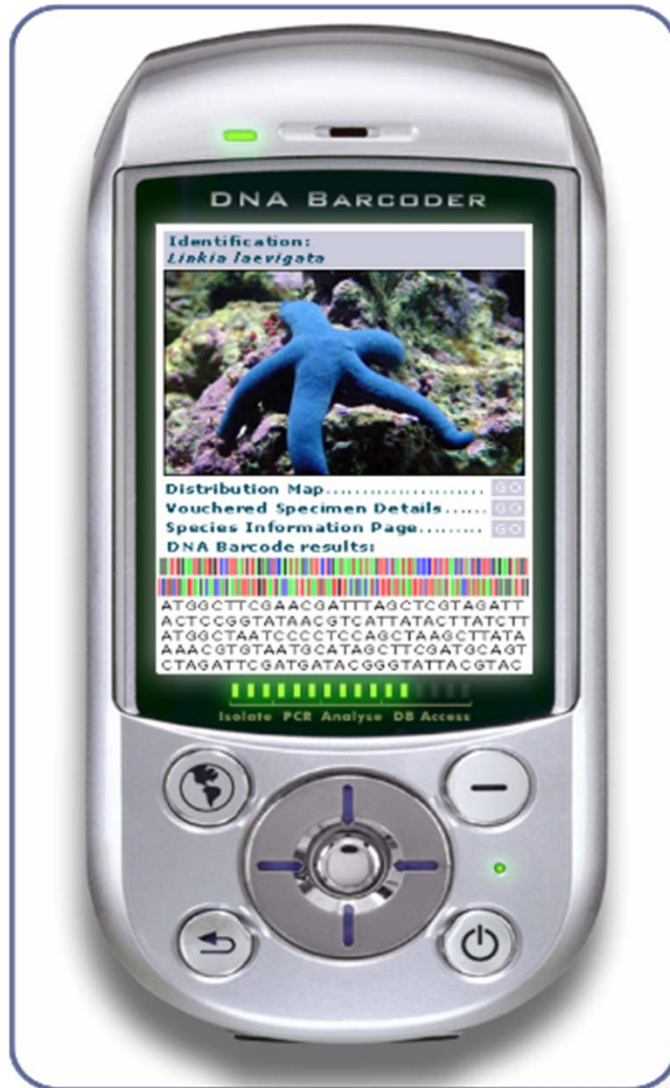 DNA BARCODER
Identification:
Linkia laevigata
Distribution Map...................... GO
Vouchered Specimen Details...... GO
Species Information Page......... GO
DNA Barcode results:
ATGGCTTCGAACGATTTAGCTCGTAGATT
ACTCCGGTATAACGTCATTATACTTATCTT
ATGGCTAATCCCCTCCAGCTAAGCTTATA
AAACGTGTAATGCATAGCTTCGATGCAGT
CTAGATTCGATGATACGGGTATTACGTAC
Isolate PCR Analyse DB Access